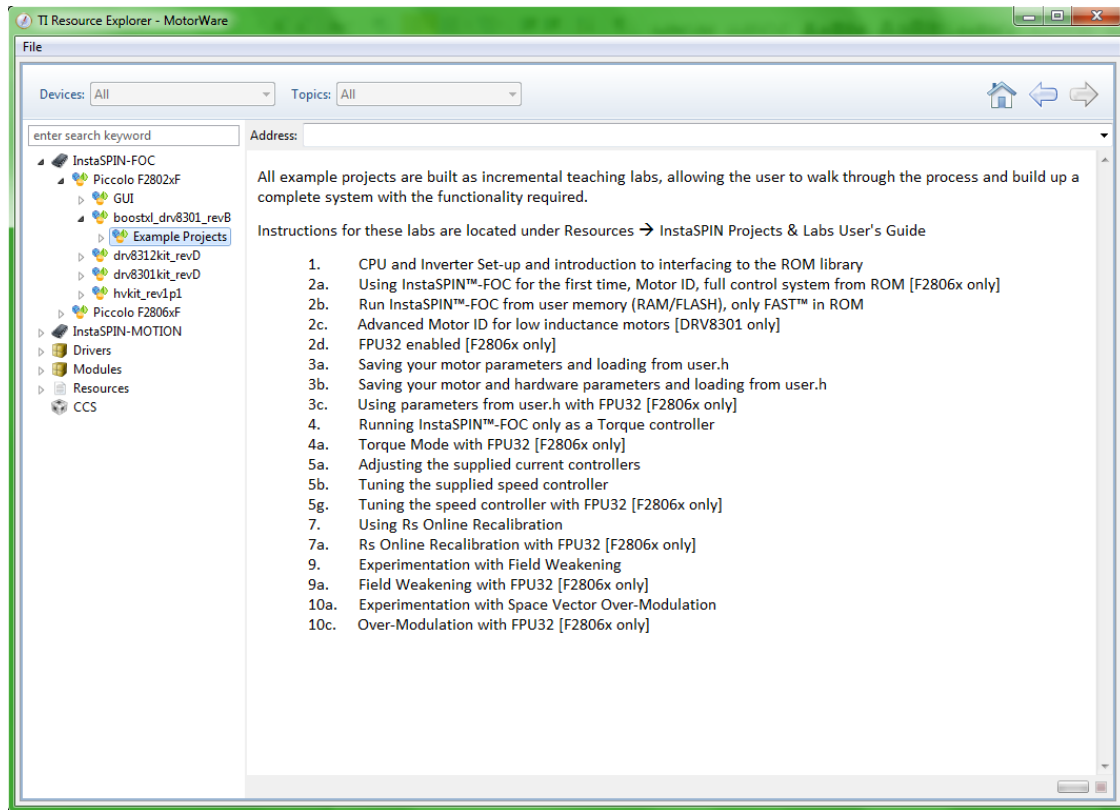 TI Resource Explorer - MotorWare
File
Devices: All Topics: All
enter search keyword
Address:
InstaSPIN-FOC
Piccolo F2802xF
GUI
boostxl_drv8301_revB
Example Projects
drv8312kit_revD
drv8301kit_revD
hvkit_rev1p1
Piccolo F2806xF
InstaSPIN-MOTION
Drivers
Modules
Resources
CCS
All example projects are built as incremental teaching labs, allowing the user to walk through the process and build up a
complete system with the functionality required.
Instructions for these labs are located under Resources → InstaSPIN Projects & Labs User's Guide
1. CPU and Inverter Set-up and introduction to interfacing to the ROM library
2a. Using InstaSPIN™-FOC for the first time, Motor ID, full control system from ROM [F2806x only]
2b. Run InstaSPIN™-FOC from user memory (RAM/FLASH), only FAST™ in ROM
2c. Advanced Motor ID for low inductance motors [DRV8301 only]
2d. FPU32 enabled [F2806x only]
3a. Saving your motor parameters and loading from user.h
3b. Saving your motor and hardware parameters and loading from user.h
3c. Using parameters from user.h with FPU32 [F2806x only]
4. Running InstaSPIN™-FOC only as a Torque controller
4a. Torque Mode with FPU32 [F2806x only]
5a. Adjusting the supplied current controllers
5b. Tuning the supplied speed controller
5g. Tuning the speed controller with FPU32 [F2806x only]
7. Using Rs Online Recalibration
7a. Rs Online Recalibration with FPU32 [F2806x only]
9. Experimentation with Field Weakening
9a. Field Weakening with FPU32 [F2806x only]
10a. Experimentation with Space Vector Over-Modulation
10c. Over-Modulation with FPU32 [F2806x only]